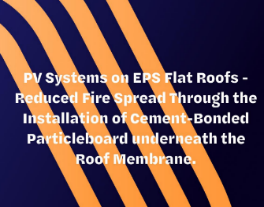 PV Systems on EPS Flat Roofs -
Reduced Fire Spread Through the
Installation of Cement-Bonded
Particleboard underneath the
Roof Membrane.